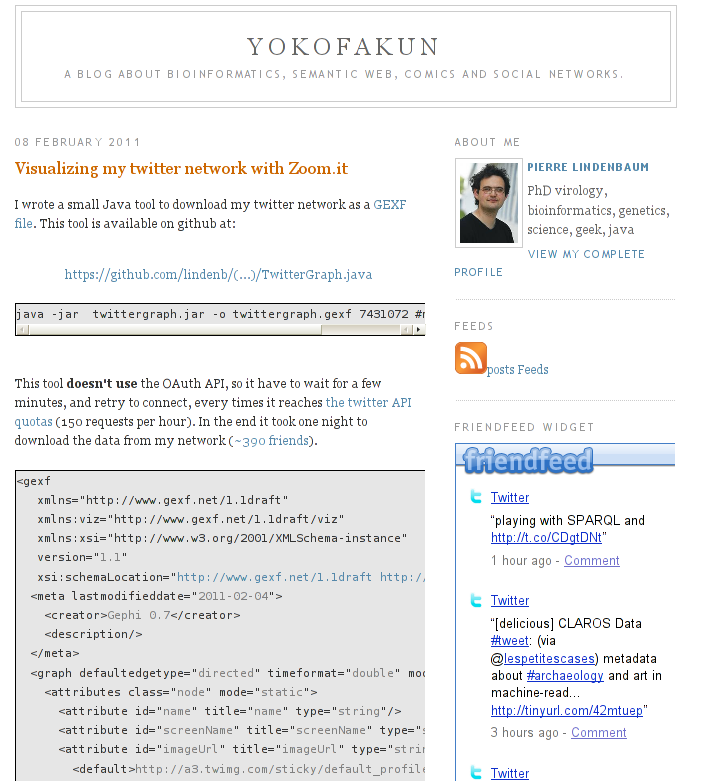 YOKOFAKUN
A BLOG ABOUT BIOINFORMATICS, SEMANTIC WEB, COMICS AND SOCIAL NETWORKS.
08 FEBRUARY 2011
Visualizing my twitter network with Zoom.it
I wrote a small Java tool to download my twitter network as a GEXF
file. This tool is available on github at:
https://github.com/lindenb/(...)/TwitterGraph.java
java -jar  twittergraph.jar -o twittergraph.gexf 7431072 #
This tool doesn't use the OAuth API, so it have to wait for a few
minutes, and retry to connect, every times it reaches the twitter API
quotas (150 requests per hour). In the end it took one night to
download the data from my network (~390 friends).
<gexf
xmlns="http://www.gexf.net/1.1draft"
xmlns:viz="http://www.gexf.net/1.1draft/viz"
xmlns:xsi="http://www.w3.org/2001/XMLSchema-instance"
version="1.1"
xsi:schemaLocation="http://www.gexf.net/1.1draft http:/
<meta lastmodifieddate="2011-02-04">
<creator>Gephi 0.7</creator>
<description/>
</meta>
<graph defaultedgetype="directed" timeformat="double" mo
<attributes class="node" mode="static">
<attribute id="name" title="name" type="string"/>
<attribute id="screenName" title="screenName" type="s
<attribute id="imageUrl" title="imageUrl" type="strin
<default>http://a3.twimg.com/sticky/default_profile
ABOUT ME
PIERRE LINDENBAUM
PhD virology,
bioinformatics, genetics,
science, geek, java
VIEW MY COMPLETE
PROFILE
FEEDS
posts Feeds
FRIENDFEED WIDGET
friendfeed
Twitter
"playing with SPARQL and
http://t.co/CDgtDNt"
1 hour ago - Comment
Twitter
"[delicious] CLAROS Data
#tweet: (via
@lespetitescases) metadata
about #archaeology and art in
machine-read...
http://tinyurl.com/42mtuep"
3 hours ago - Comment
Twitter